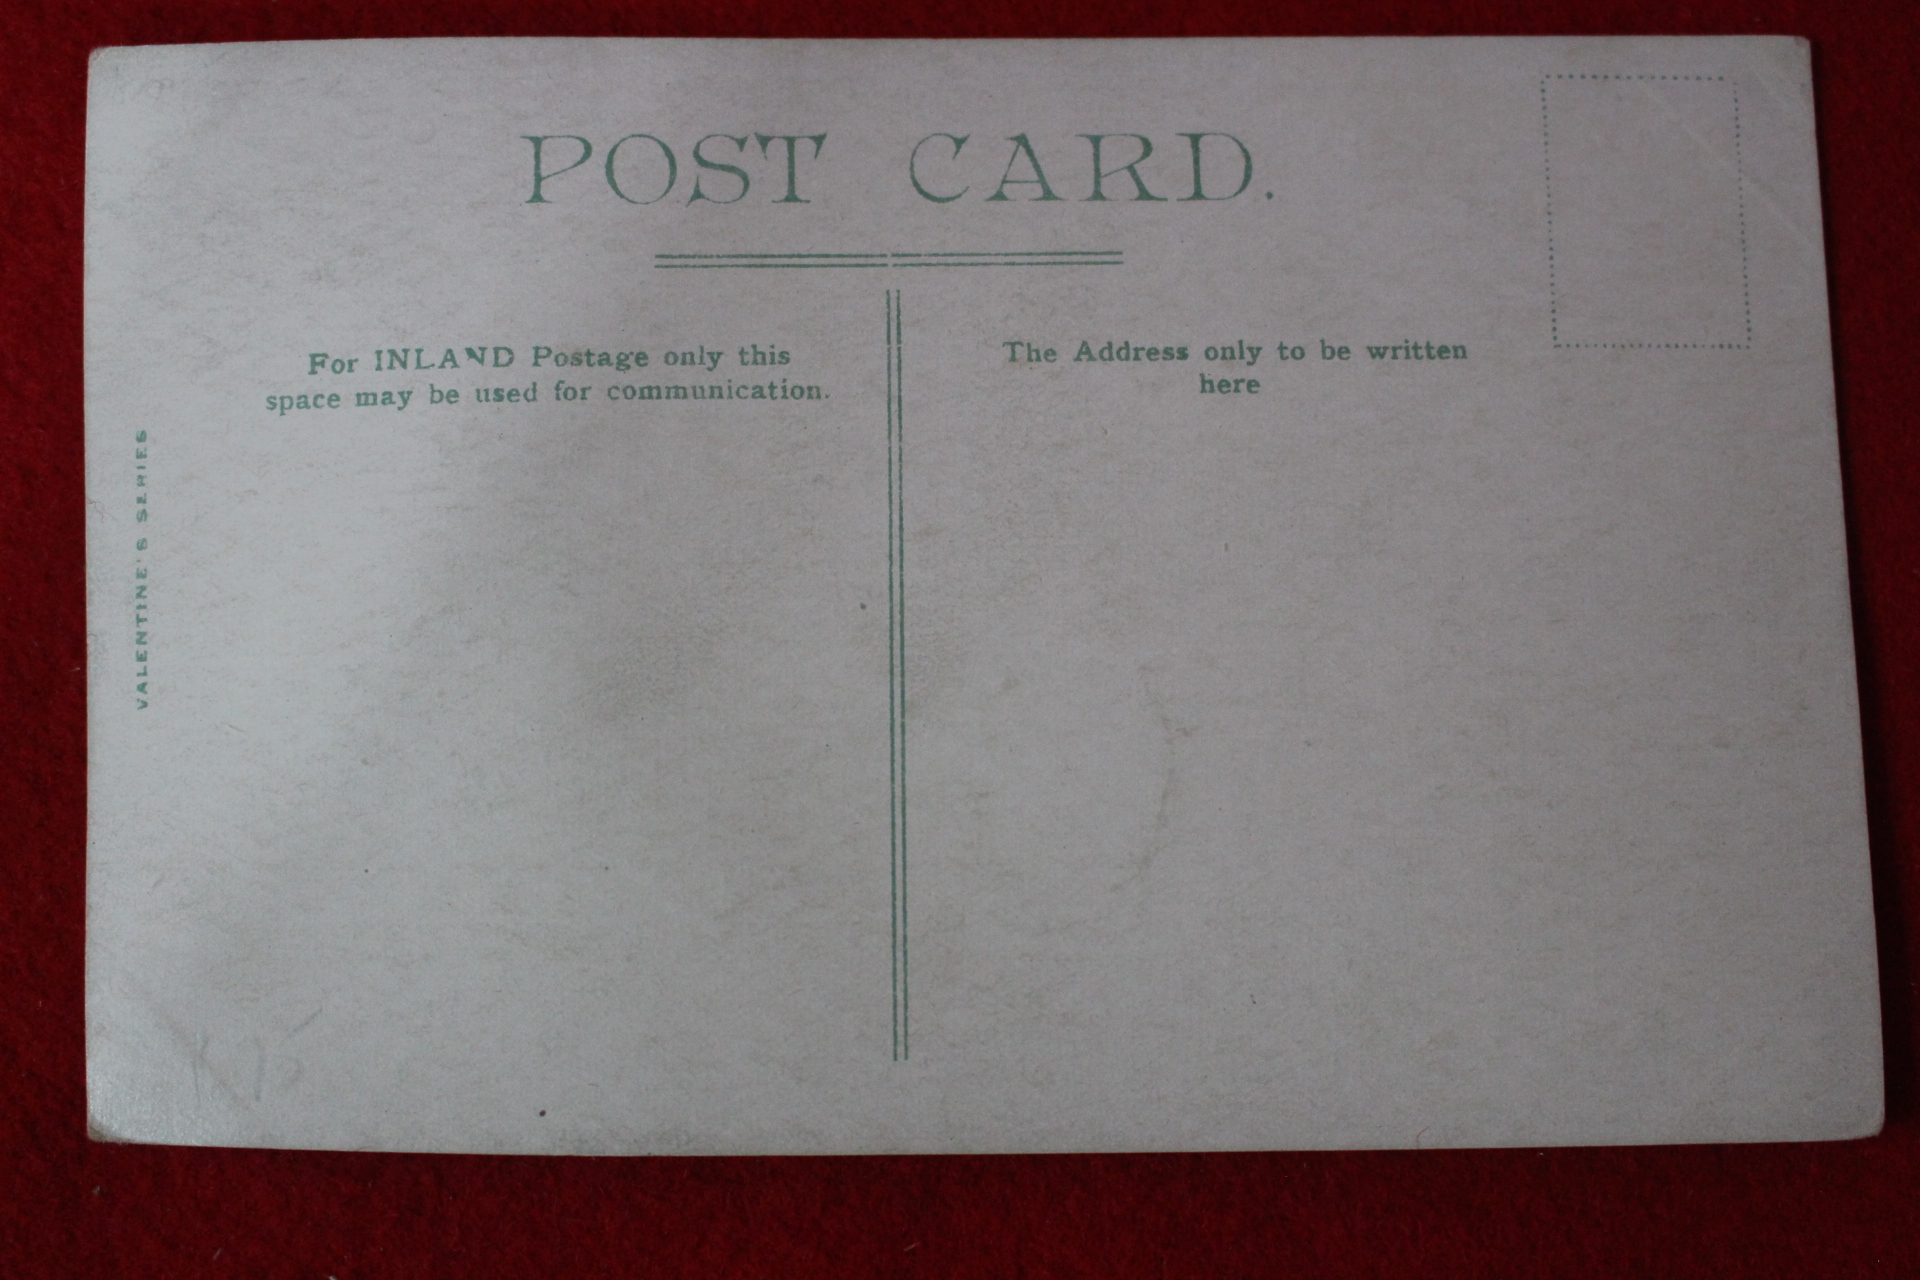 POST CARD.
For INLAND Postage only this
space may be used for communication.
The Address only to be written
here
VALENTINE'S SERIES